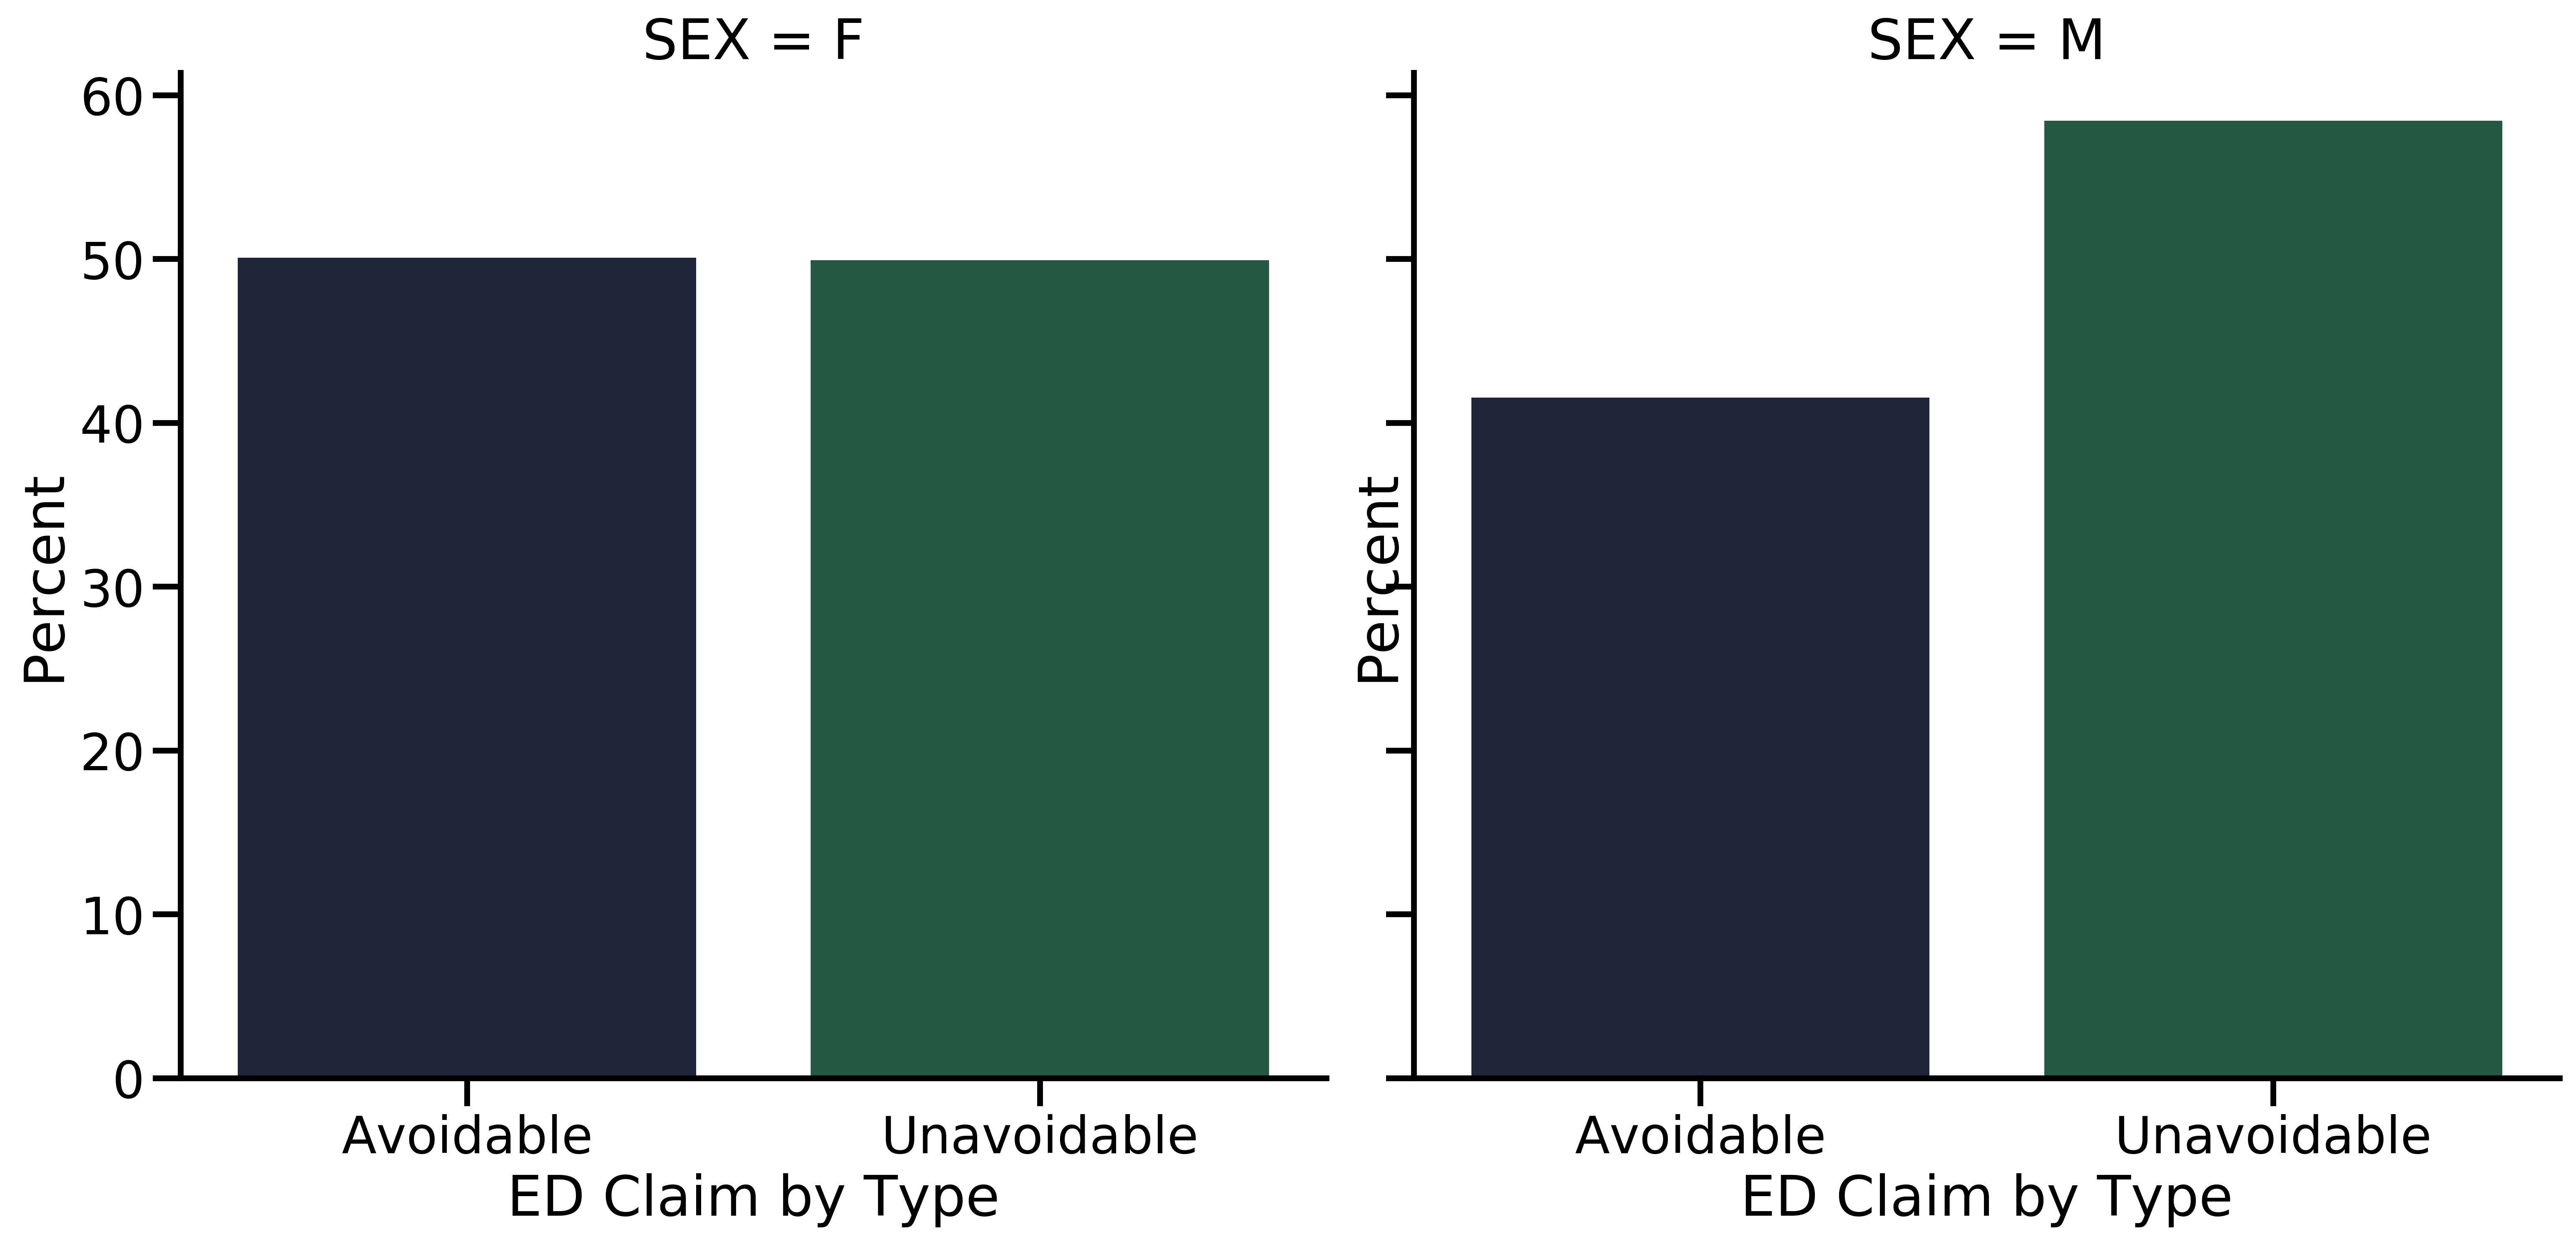 SEX = F
SEX = M
60
50
40
30
20
10
0
Percent
Percent
Avoidable
Unavoidable
Avoidable
Unavoidable
ED Claim by Type
ED Claim by Type